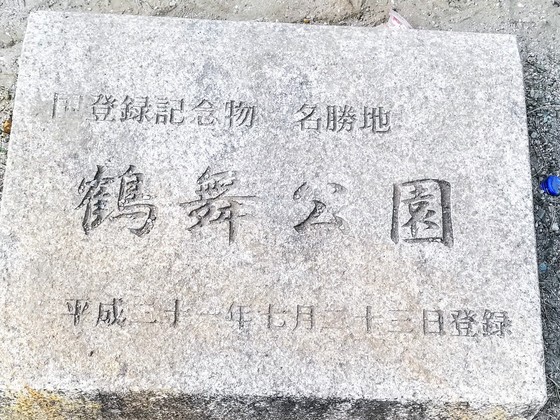 国登録記念物 名勝地
鶴舞公園
平成二十一年七月二十三日登録